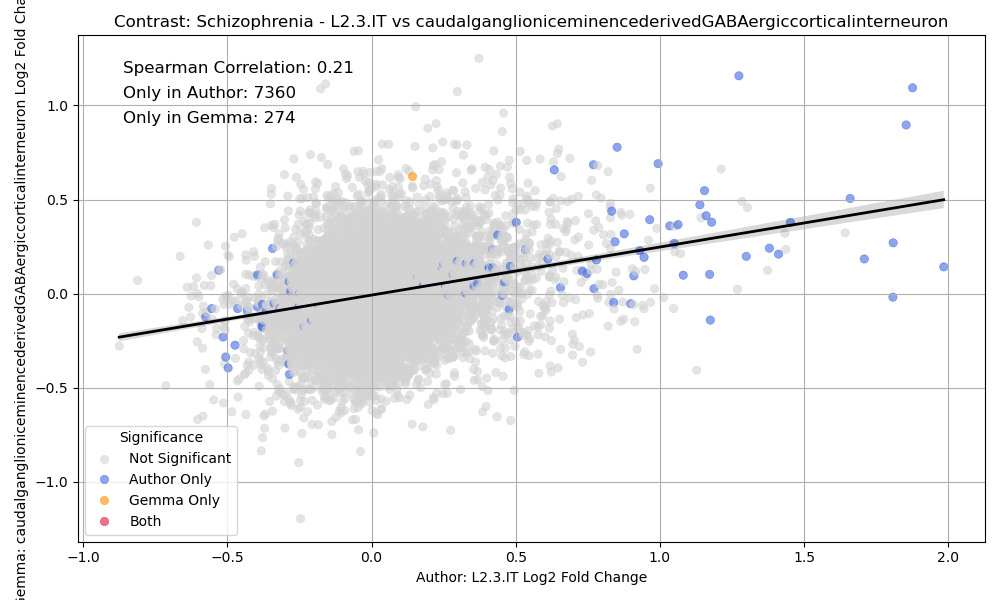 Contrast: Schizophrenia - L2.3.IT vs caudalganglioniceminencederivedGABAergiccorticalinterneuron
Spearman Correlation: 0.21
Only in Author: 7360
Only in Gemma: 274
1.0
0.5
0.0
−0.5
−1.0
caudalganglioniceminencederivedGABAergiccorticalinterneuron Log2 Fold
Significance
Not Significant
Author Only
Gemma Only
Both
−1.0
−0.5
0.0
0.5
1.0
1.5
2.0
Author: L2.3.IT Log2 Fold Change